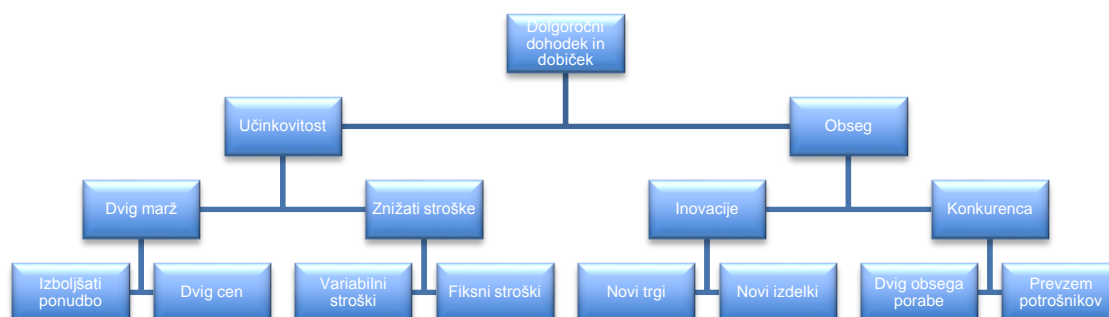 Dolgoročni
dohodek in
dobiček
Učinkovitost
Obseg
Dvig marž
Znižati stroške
Inovacije
Konkurenca
Izboljšati
ponudbo
Dvig cen
Variabilni
stroški
Fiksni stroški
Novi trgi
Novi izdelki
Dvig obsega
porabe
Prevzem
potrošnikov